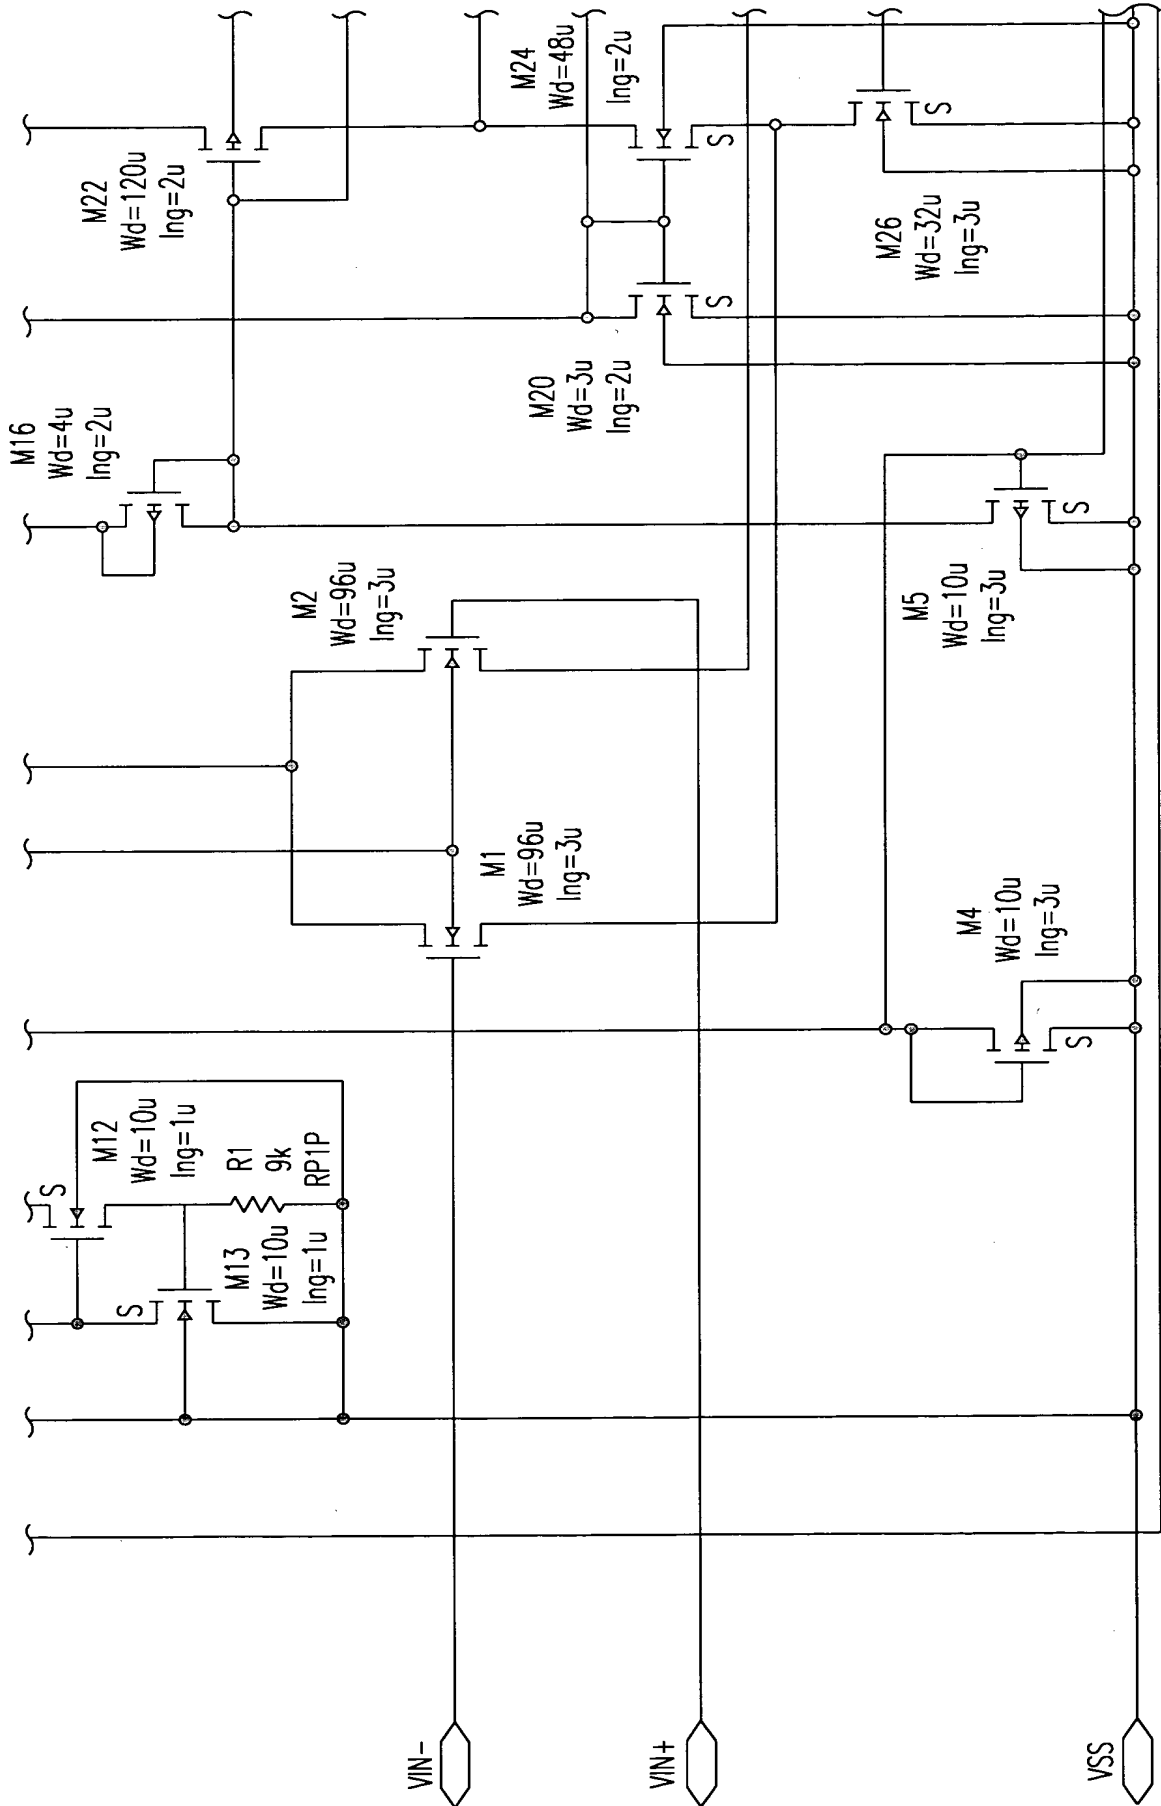 M16
Wd=4u
lng=2u
M22
Wd=120u
lng=2u
M24
Wd=48u
lng=2u
S
M20
Wd=3u
lng=2u
S
M26
Wd=32u
lng=3u
S
M2
Wd=96u
lng=3u
M1
Wd=96u
lng=3u
M5
Wd=10u
lng=3u
S
M4
Wd=10u
lng=3u
S
S
M12
Wd=10u
lng=1u
R1
9k
RP1P
S
M13
Wd=10u
lng=1u
VIN-
VIN+
VSS